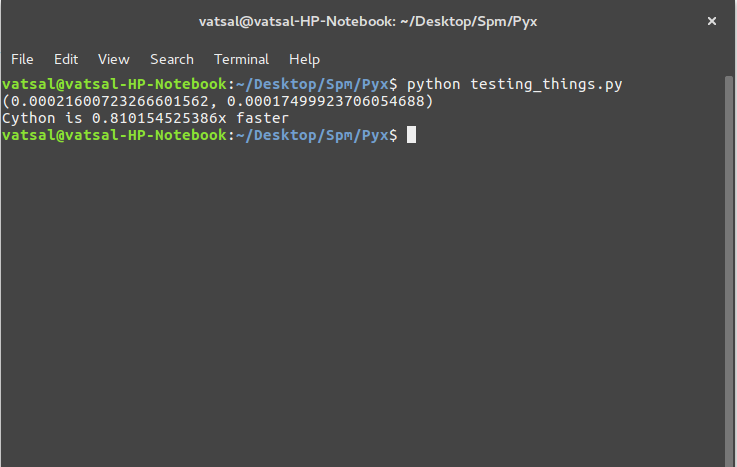 vatsal@vatsal-HP-Notebook: ~/Desktop/Spm/Pyx ×
File Edit View Search Terminal Help
vatsal@vatsal-HP-Notebook:~/Desktop/Spm/Pyx$ python testing_things.py
(0.00021600723266601562, 0.00017499923706054688)
Cython is 0.810154525386x faster
vatsal@vatsal-HP-Notebook:~/Desktop/Spm/Pyx$